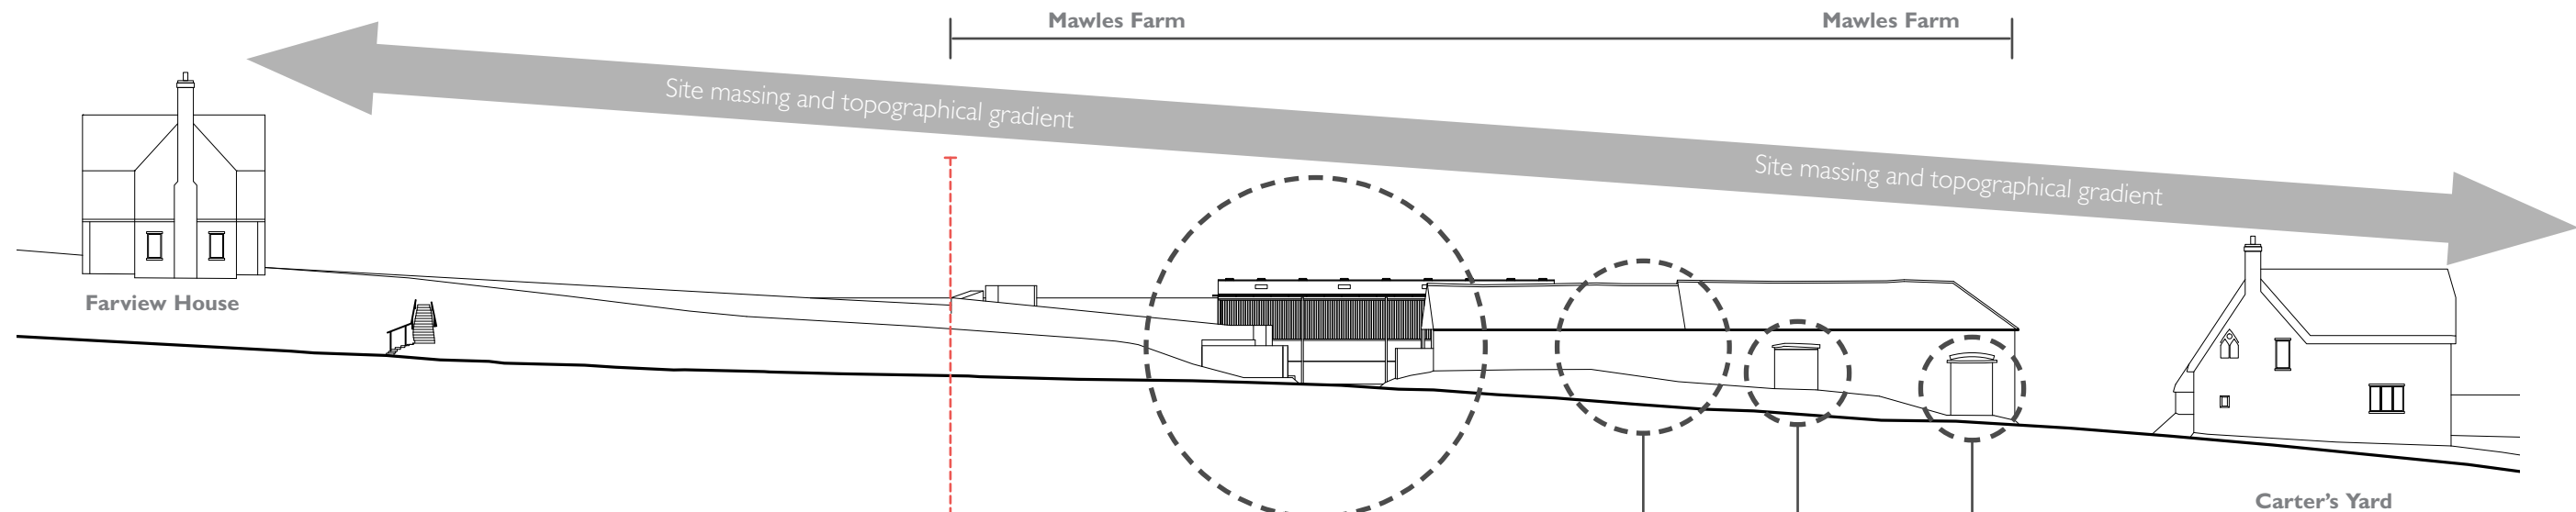 Mawles Farm
Mawles Farm
Site massing and topographical gradient
Site massing and topographical gradient
Farview House
Carter's Yard